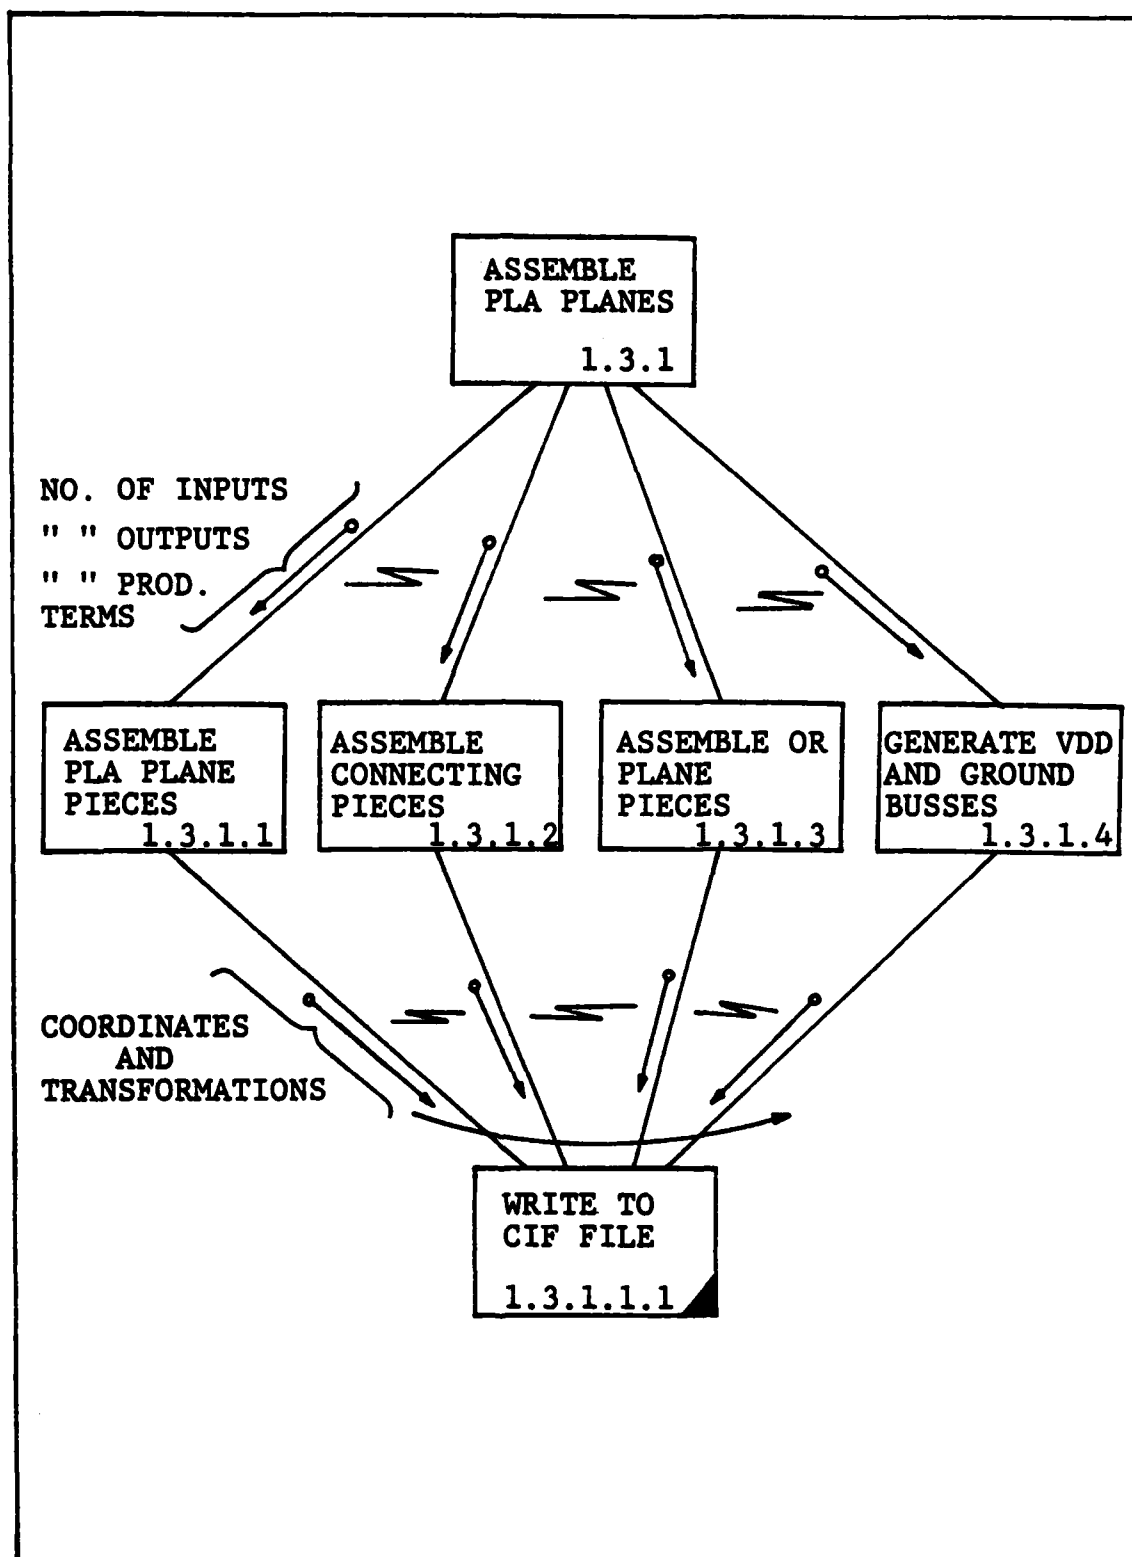 ASSEMBLE
PLA PLANES
1.3.1
NO. OF INPUTS
" " OUTPUTS
" " PROD.
TERMS
ASSEMBLE
PLA PLANE
PIECES
1.3.1.1
ASSEMBLE
CONNECTING
PIECES
1.3.1.2
ASSEMBLE OR
PLANE
PIECES
1.3.1.3
GENERATE VDD
AND GROUND
BUSSES
1.3.1.4
COORDINATES
AND
TRANSFORMATIONS
WRITE TO
CIF FILE
1.3.1.1.1